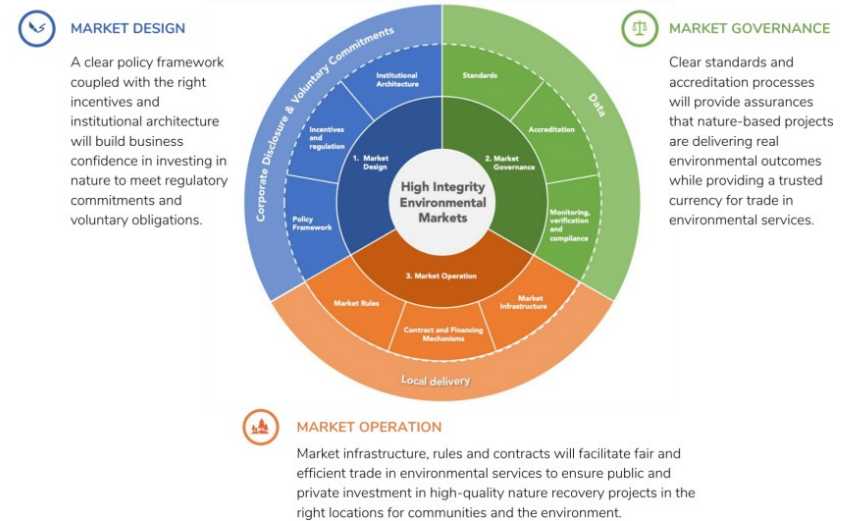 MARKET DESIGN
A clear policy framework
coupled with the right
incentives and
institutional architecture
will build business
confidence in investing in
nature to meet regulatory
commitments and
voluntary obligations.
Corporate Disclosure & Voluntary Commitments
Institutional
Architecture
Incentives
and
regulation
Policy
Framework
1. Market
Design
High Integrity
Environmental
Markets
2. Market
Governance
Standards
Accreditation
Monitoring,
verification
and
compliance
Data
3. Market Operation
Market Rules
Contract and Financing
Mechanisms
Market
Infrastructure
Local delivery
MARKET GOVERNANCE
Clear standards and
accreditation processes
will provide assurances
that nature-based projects
are delivering real
environmental outcomes
while providing a trusted
currency for trade in
environmental services.
MARKET OPERATION
Market infrastructure, rules and contracts will facilitate fair and
efficient trade in environmental services to ensure public and
private investment in high-quality nature recovery projects in the
right locations for communities and the environment.